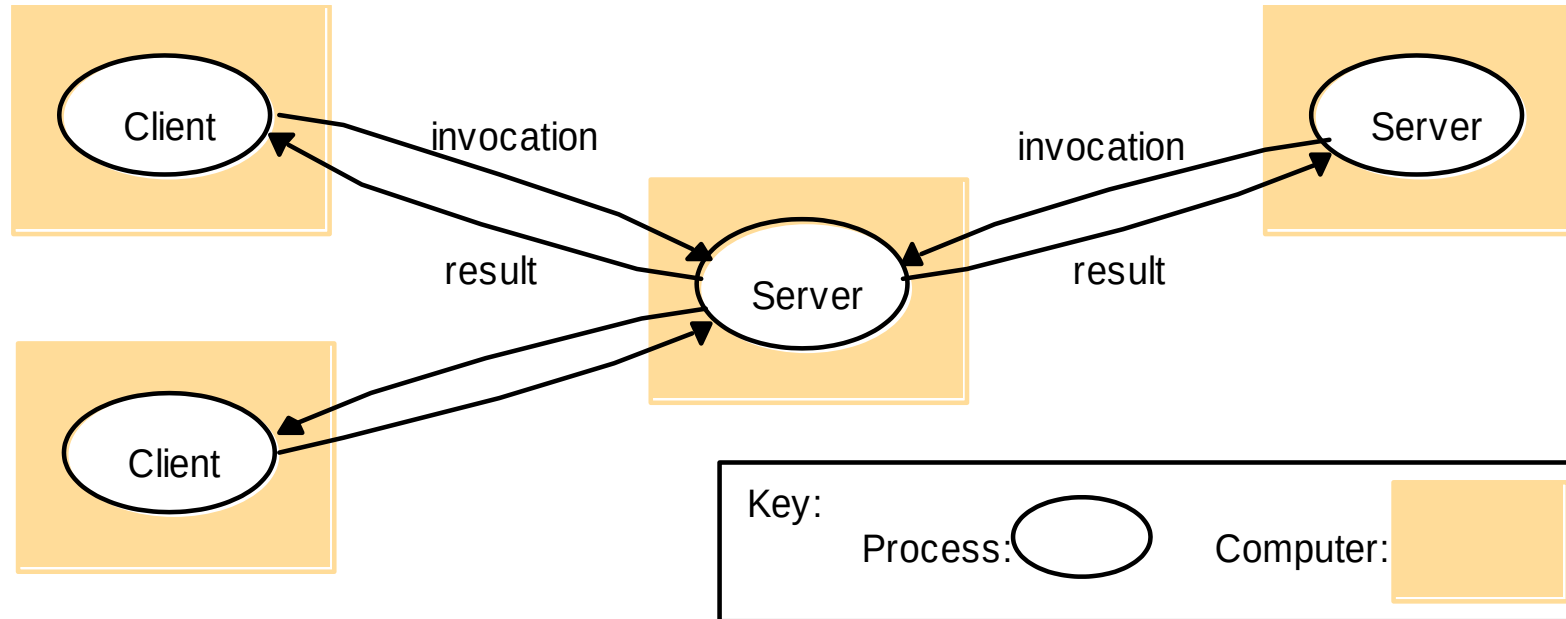 Client
invocation
result
Server
invocation
result
Server
Client
Key:
Process:
Computer: